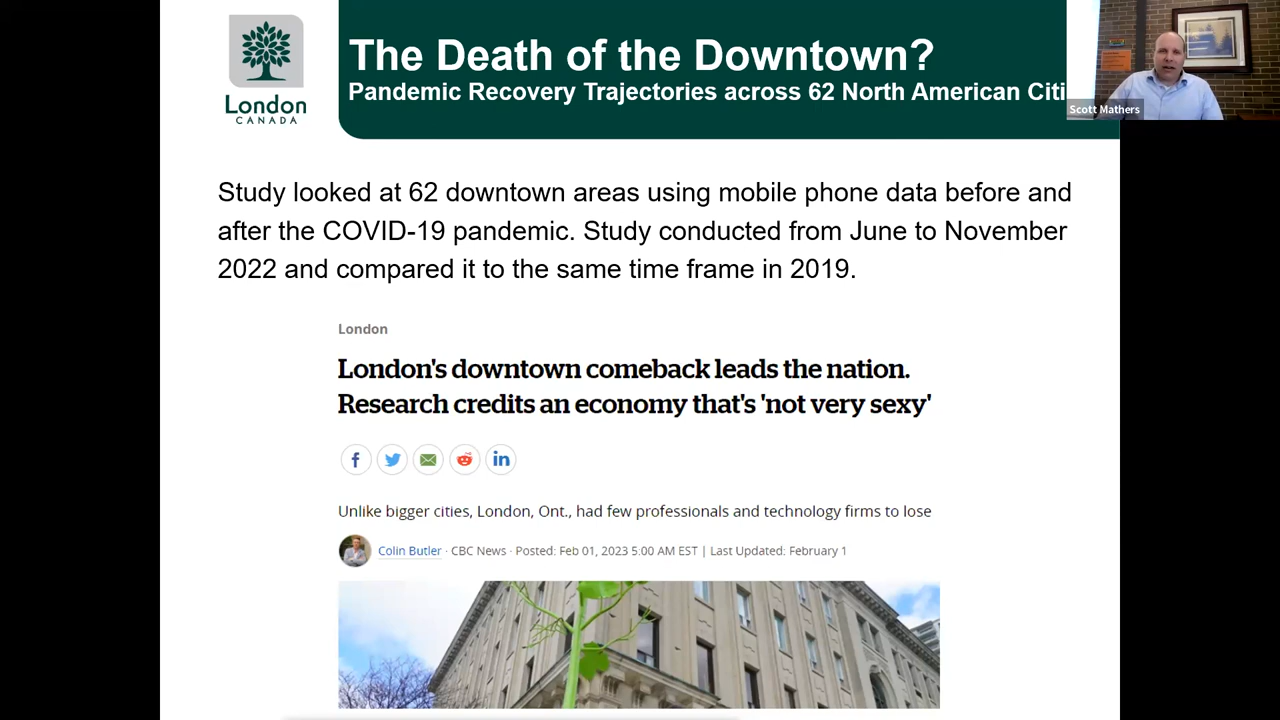 London
CANADA
The Death of the Downtown?
Pandemic Recovery Trajectories across 62 North American Citi
Scott Mathers
Study looked at 62 downtown areas using mobile phone data before and
after the COVID-19 pandemic. Study conducted from June to November
2022 and compared it to the same time frame in 2019.
London
London's downtown comeback leads the nation.
Research credits an economy that's 'not very sexy'
f
in
Unlike bigger cities, London, Ont., had few professionals and technology firms to lose
Colin Butler · CBC News · Posted: Feb 01, 2023 5:00 AM EST | Last Updated: February 1